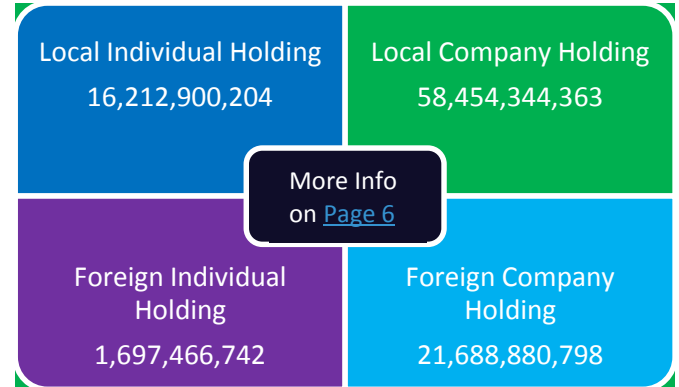 Local Individual Holding
16,212,900,204
Local Company Holding
58,454,344,363
More Info
on Page 6
Foreign Individual
Holding
1,697,466,742
Foreign Company
Holding
21,688,880,798